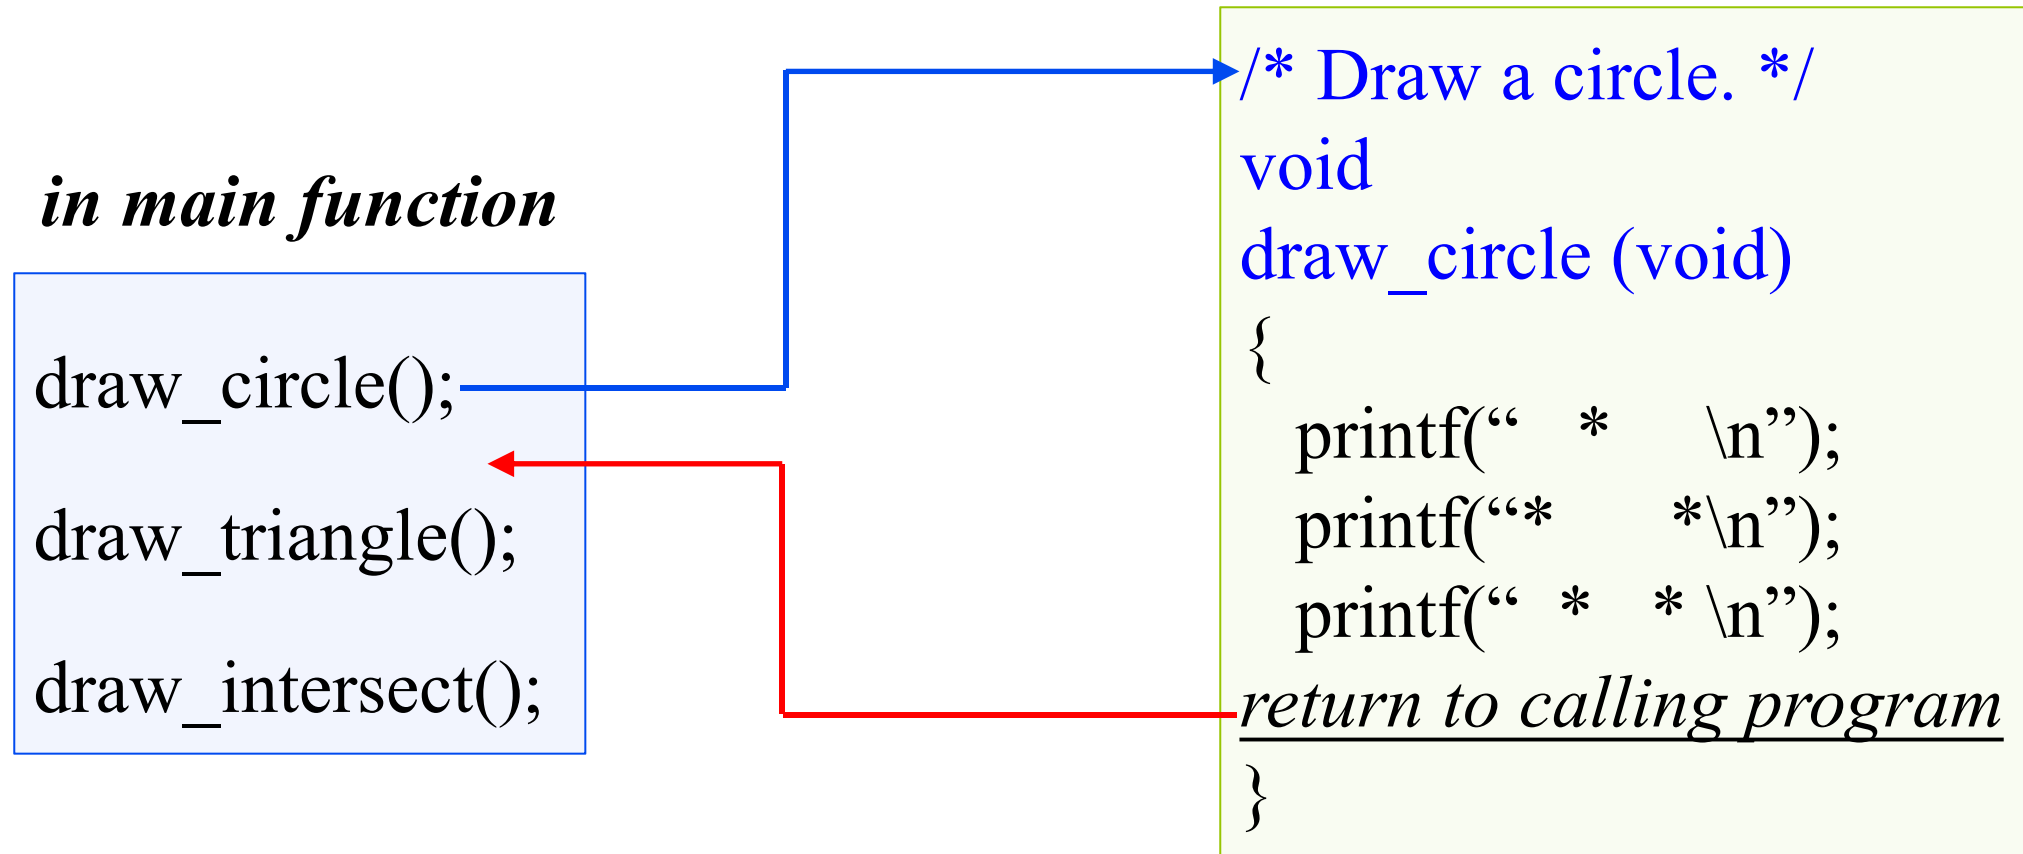 in main function
draw_circle();
draw_triangle();
draw_intersect();
/* Draw a circle. */
void
draw_circle (void)
{
printf(“   *     \n”);
printf(“*      *\n”);
printf(“  *   * \n”);
return to calling program
}